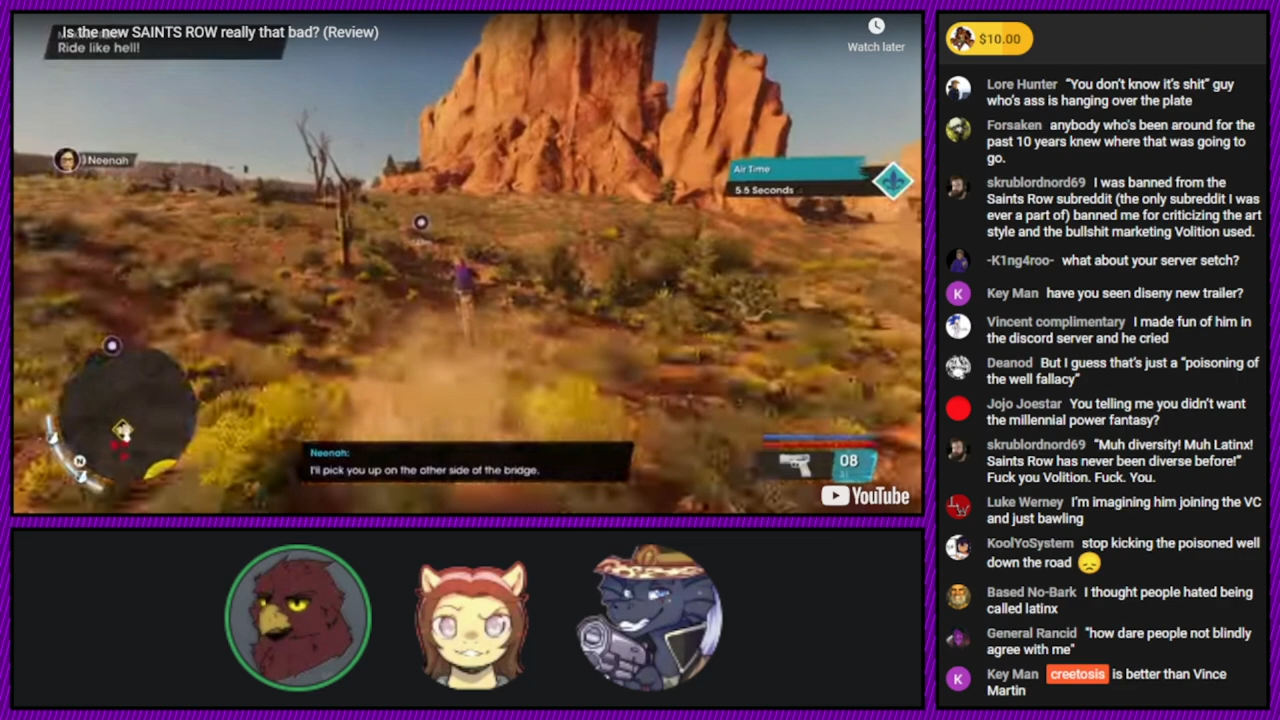 Is the new SAINTS ROW really that bad? (Review)
Ride like hell!
Watch later
Neenah
Air Time
5.5 Seconds
N
Neenah:
I'll pick you up on the other side of the bridge.
08
YouTube
$10.00
Lore Hunter “You don't know it's shit” guy
who's ass is hanging over the plate
Forsaken anybody who's been around for the
past 10 years knew where that was going to
go.
skrublordnord69 I was banned from the
Saints Row subreddit (the only subreddit I was
ever a part of) banned me for criticizing the art
style and the bullshit marketing Volition used.
-K1ng4roo- what about your server setch?
K
Key Man have you seen diseny new trailer?
Vincent complimentary I made fun of him in
the discord server and he cried
Deanod But I guess that's just a “poisoning of
the well fallacy”
Jojo Joestar You telling me you didn't want
the millennial power fantasy?
skrublordnord69 “Muh diversity! Muh Latinx!
Saints Row has never been diverse before!”
Fuck you Volition. Fuck. You.
Luke Werney I'm imagining him joining the VC
and just bawling
KoolYoSystem stop kicking the poisoned well
down the road 😞
Based No-Bark I thought people hated being
called latinx
General Rancid "how dare people not blindly
agree with me"
K
Key Man creetosis is better than Vince
Martin